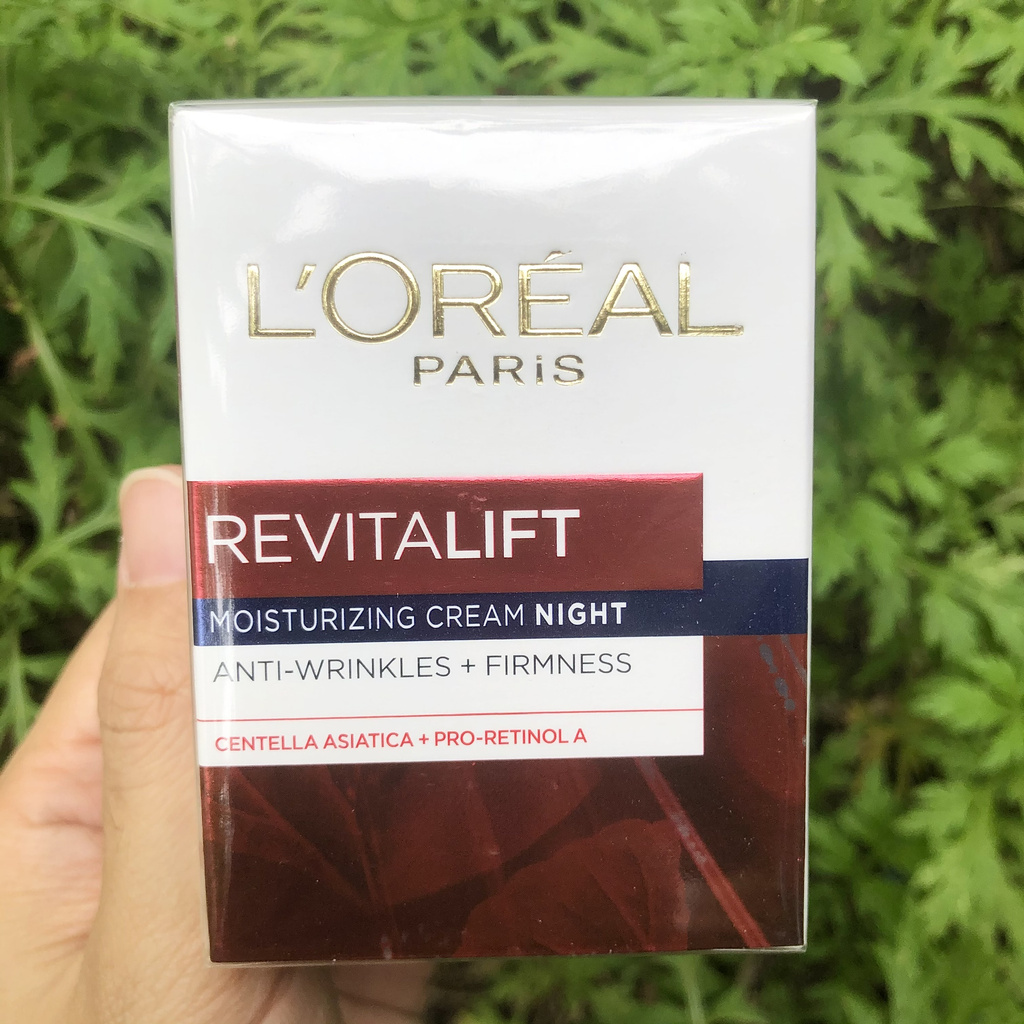 L'ORÉAL
PARiS
REVITALIFT
MOISTURIZING CREAM NIGHT
ANTI-WRINKLES + FIRMNESS
CENTELLA ASIATICA + PRO-RETINOL A